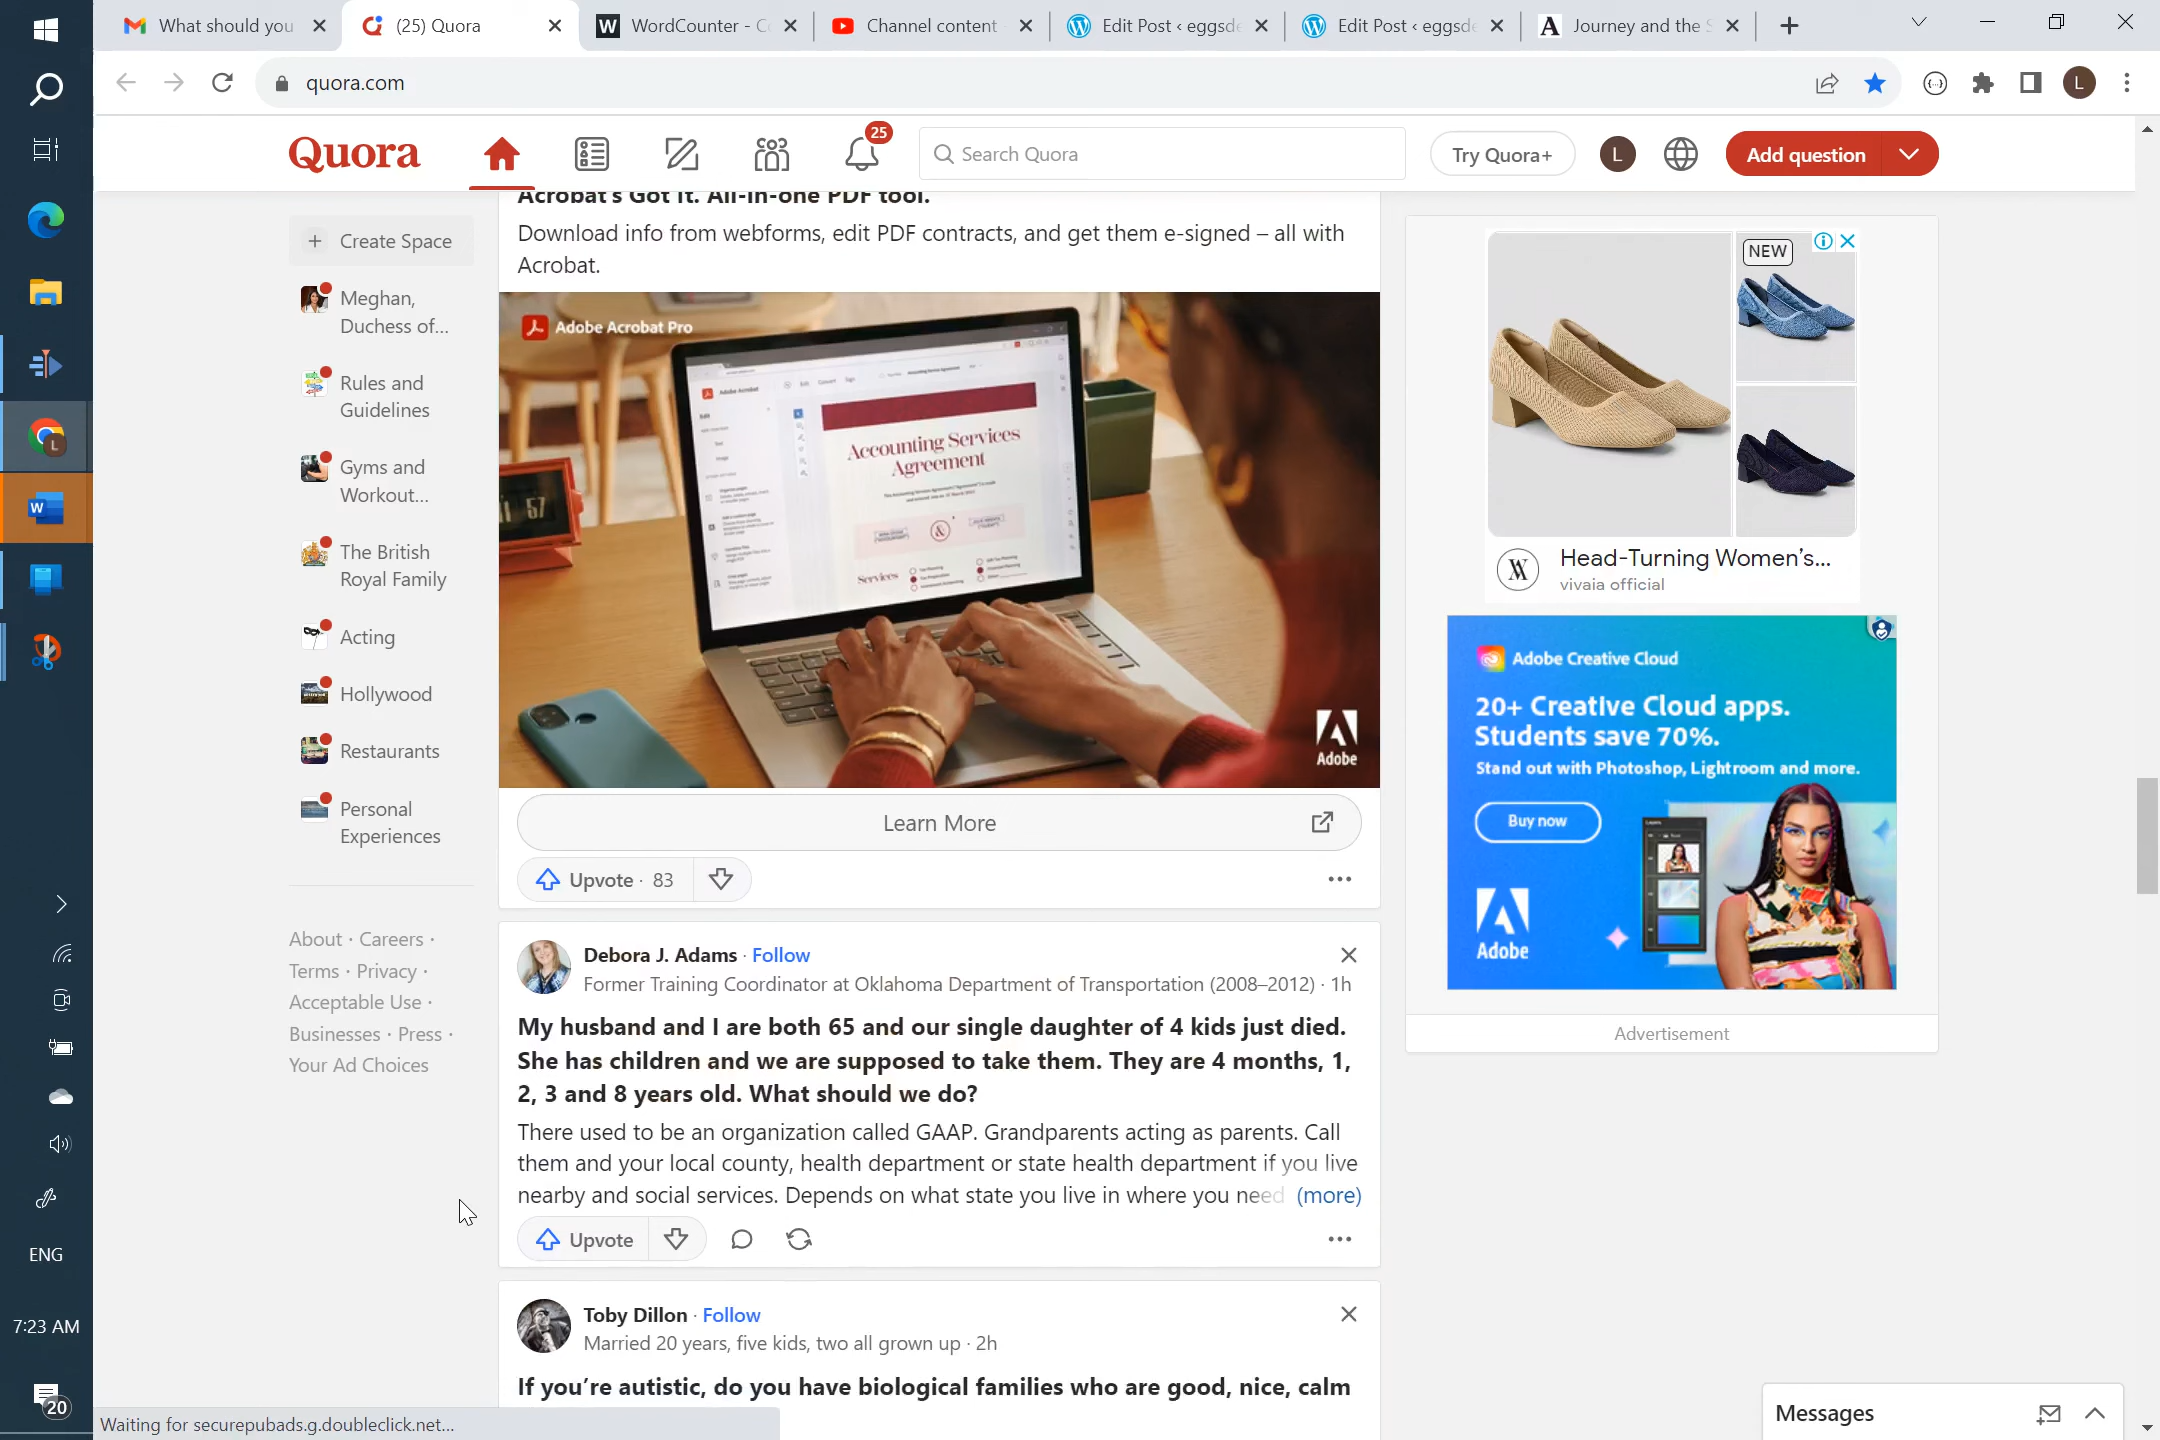 What should you
(25) Quora
WordCounter - Co
Channel content
Edit Post ‹ eggsde
Edit Post ‹ eggsde
Journey and the S
quora.com
L
Quora
25
Search Quora
Try Quora+
L
Add question
Create Space
Meghan,
Duchess of...
Rules and
Guidelines
Gyms and
Workout...
The British
Royal Family
Acting
Hollywood
Restaurants
Personal
Experiences
About · Careers ·
Terms · Privacy ·
Acceptable Use ·
Businesses · Press ·
Your Ad Choices
Acrobat's Got It. All-in-one PDF tool.
Download info from webforms, edit PDF contracts, and get them e-signed – all with
Acrobat.
Adobe Acrobat Pro
Adobe Acrobat
Accounting Services
Agreement
Services
57
Adobe
Learn More
Upvote · 83
Debora J. Adams · Follow
Former Training Coordinator at Oklahoma Department of Transportation (2008–2012) · 1h
My husband and I are both 65 and our single daughter of 4 kids just died.
She has children and we are supposed to take them. They are 4 months, 1,
2, 3 and 8 years old. What should we do?
There used to be an organization called GAAP. Grandparents acting as parents. Call
them and your local county, health department or state health department if you live
nearby and social services. Depends on what state you live in where you need (more)
Upvote
Toby Dillon · Follow
Married 20 years, five kids, two all grown up · 2h
If you're autistic, do you have biological families who are good, nice, calm
NEW
Head-Turning Women's...
vivaia official
Adobe Creative Cloud
20+ Creative Cloud apps.
Students save 70%.
Stand out with Photoshop, Lightroom and more.
Buy now
Layers
Adobe
Advertisement
Messages
ENG
7:23 AM
20
Waiting for securepubads.g.doubleclick.net...